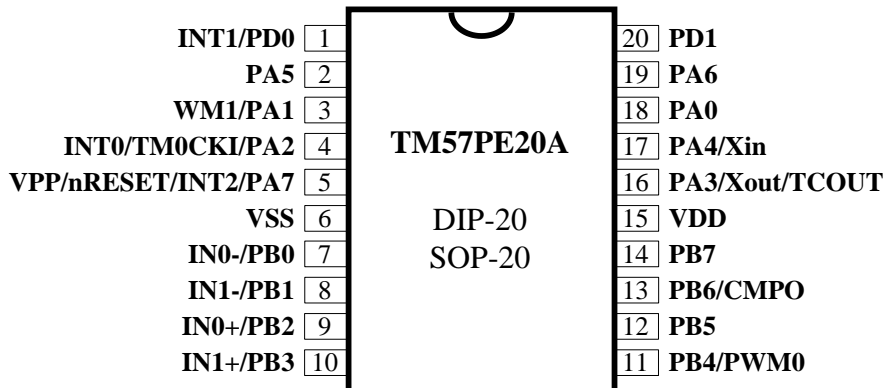 INT1/PD0 1 20 PD1
PA5 2 19 PA6
WM1/PA1 3 18 PA0
INT0/TM0CKI/PA2 4 TM57PE20A 17 PA4/Xin
VPP/nRESET/INT2/PA7 5 16 PA3/Xout/TCOUT
VSS 6 DIP-20 15 VDD
IN0-/PB0 7 SOP-20 14 PB7
IN1-/PB1 8 13 PB6/CMPO
IN0+/PB2 9 12 PB5
IN1+/PB3 10 11 PB4/PWM0